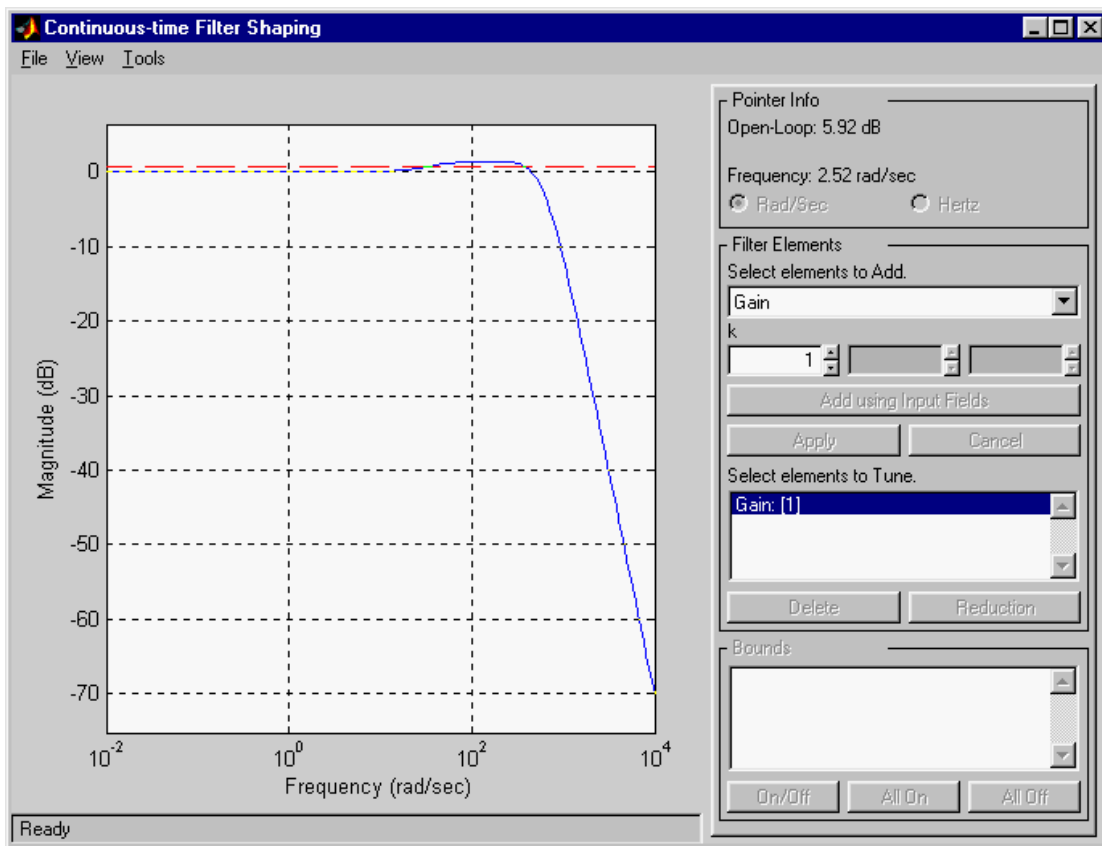 Continuous-time Filter Shaping
File View Tools
0
-10
-20
-30
-40
-50
-60
-70
Magnitude (dB)
10^-2
10^0
10^2
10^4
Frequency (rad/sec)
Pointer Info
Open-Loop: 5.92 dB
Frequency: 2.52 rad/sec
Rad/Sec Hertz
Filter Elements
Select elements to Add.
Gain
k
1
Add using Input Fields
Apply Cancel
Select elements to Tune.
Gain: [1]
Delete Reduction
Bounds
On/Off All On All Off
Ready